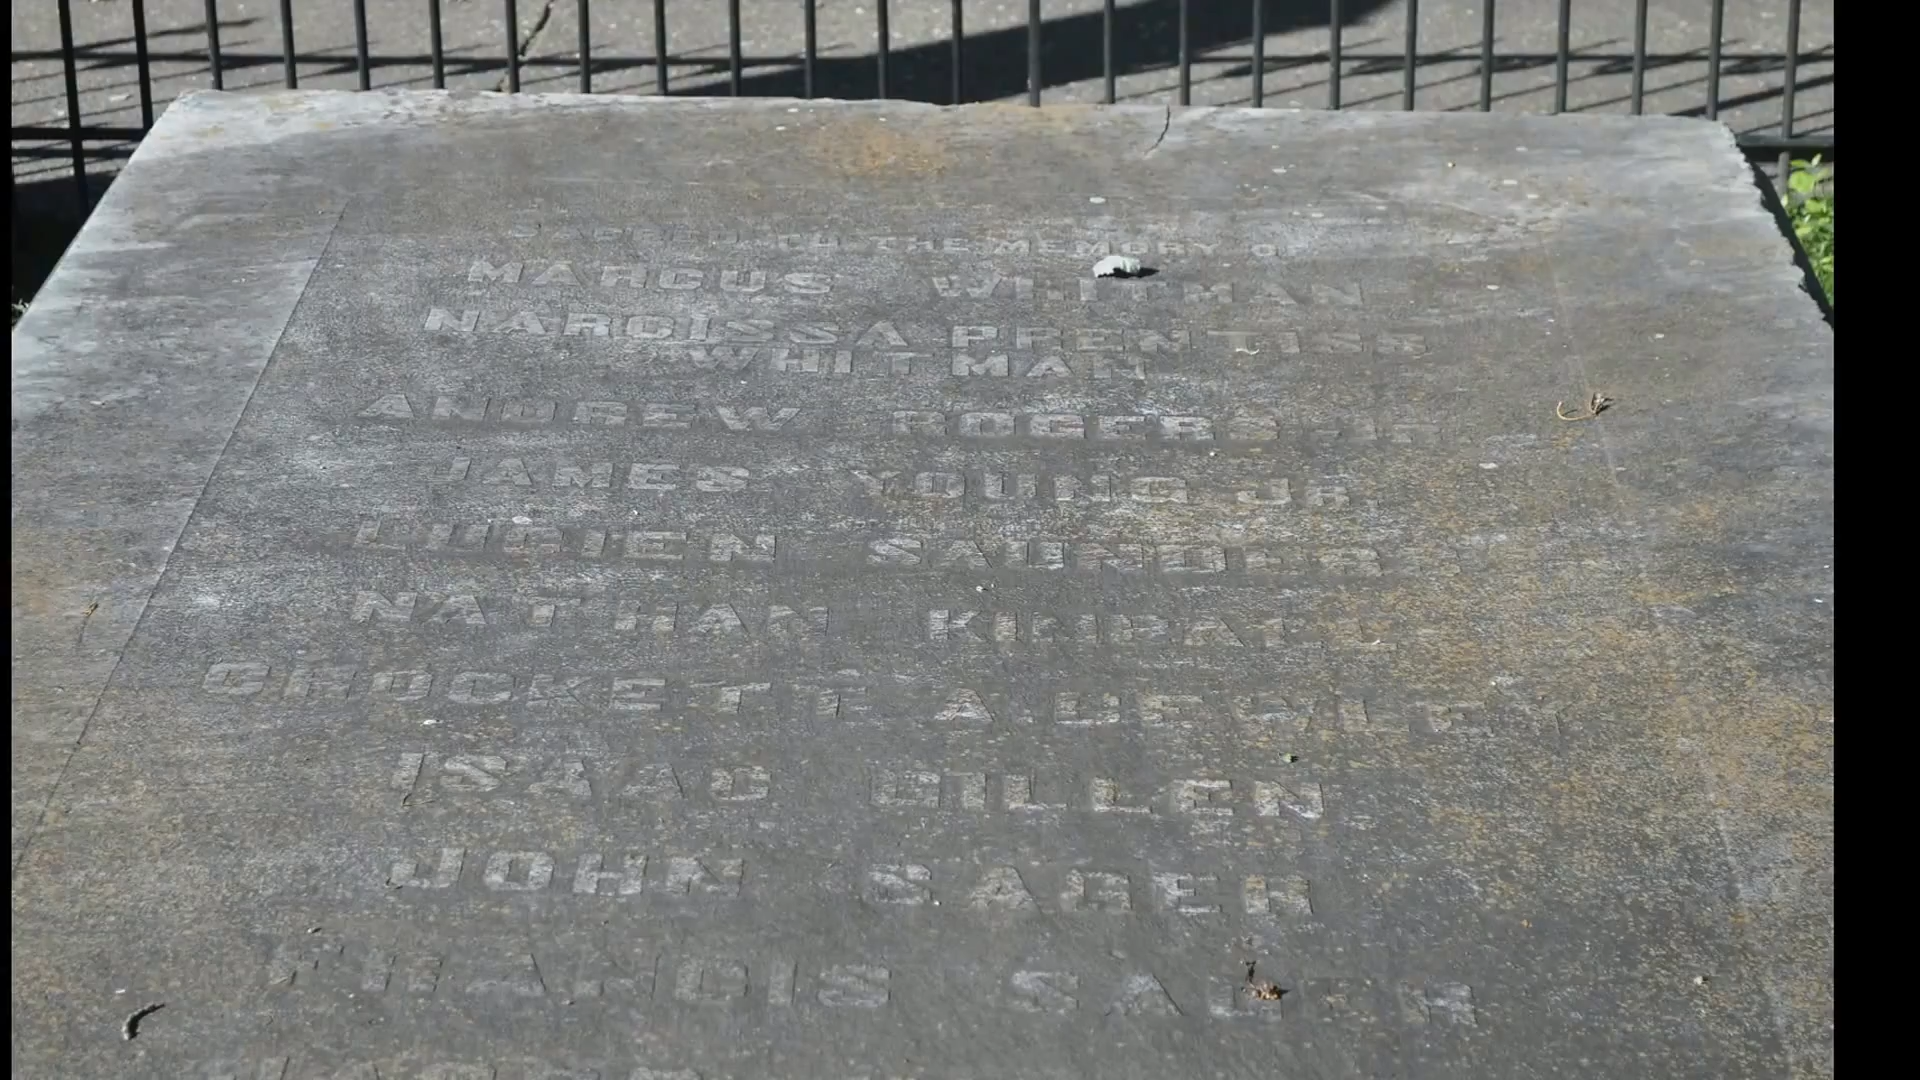 SACRED TO THE MEMORY OF
MARCUS WHITMAN
NARCISSA PRENTISS
WHITMAN
ANDREW ROGERS JR.
JAMES YOUNG JR.
LUCIEN SAUNDERS
NATHAN KIMBALL
CROCKETT A. BEWLEY
ISAAC GILLEN
JOHN SAGER
FRANCIS SAGER